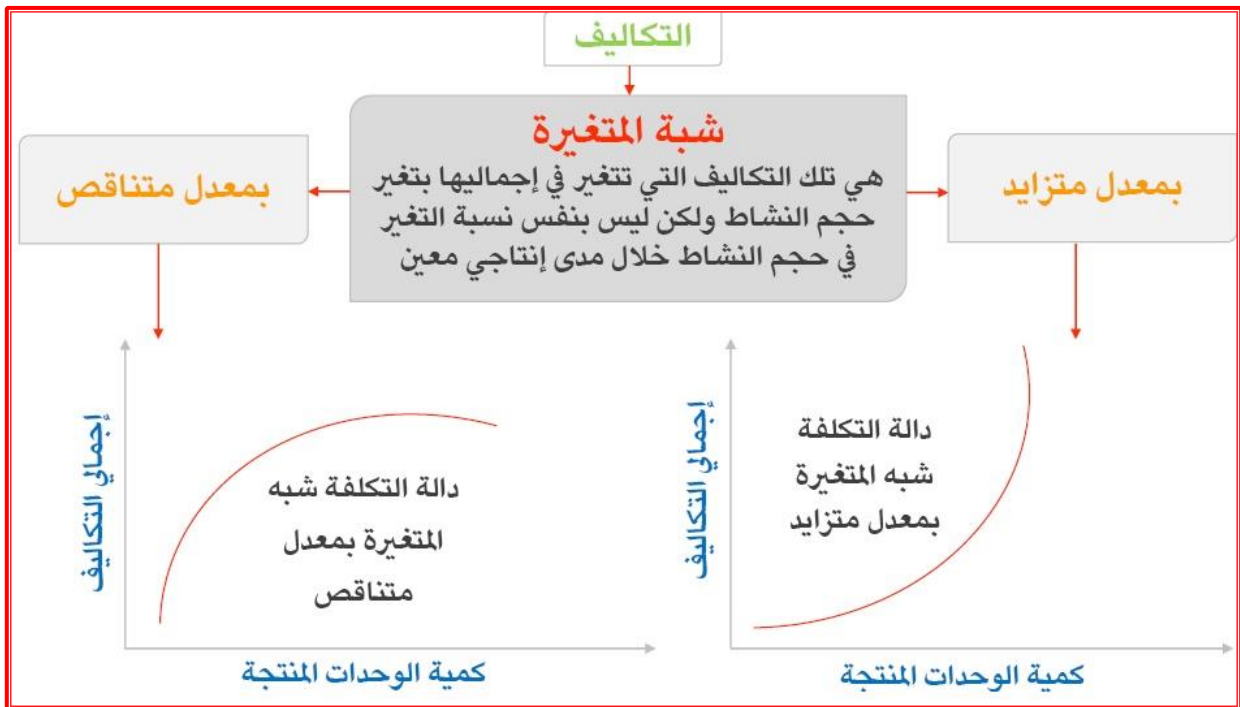 التكاليف
شبة المتغيرة
هي تلك التكاليف التي تتغير في إجماليها بتغير
حجم النشاط ولكن ليس بنفس نسبة التغير
في حجم النشاط خلال مدى إنتاجي معين
بمعدل متزايد
بمعدل متناقص
إجمالي التكاليف
دالة التكلفة
شبه المتغيرة
بمعدل متزايد
كمية الوحدات المنتجة
إجمالي التكاليف
دالة التكلفة شبه
المتغيرة بمعدل
متناقص
كمية الوحدات المنتجة